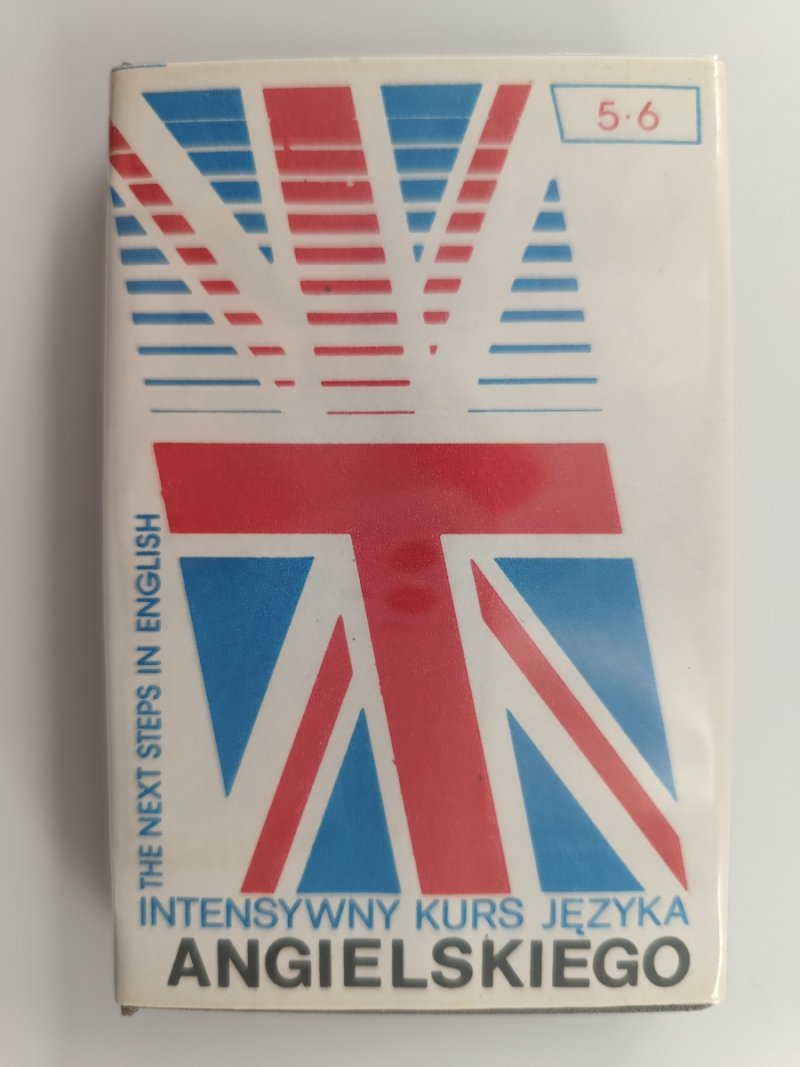 5·6
THE NEXT STEPS IN ENGLISH
INTENSYWNY KURS JĘZYKA
ANGIELSKIEGO